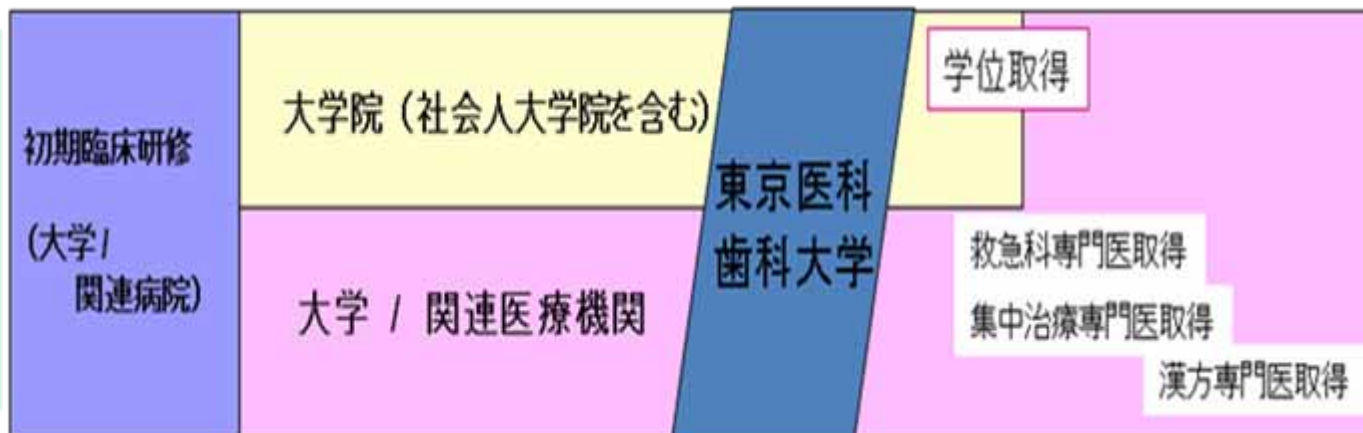 初期臨床研修
(大学/
関連病院)
大学院(社会人大学院を含む)
大学 / 関連医療機関
東京医科
歯科大学
学位取得
救急科専門医取得
集中治療専門医取得
漢方専門医取得